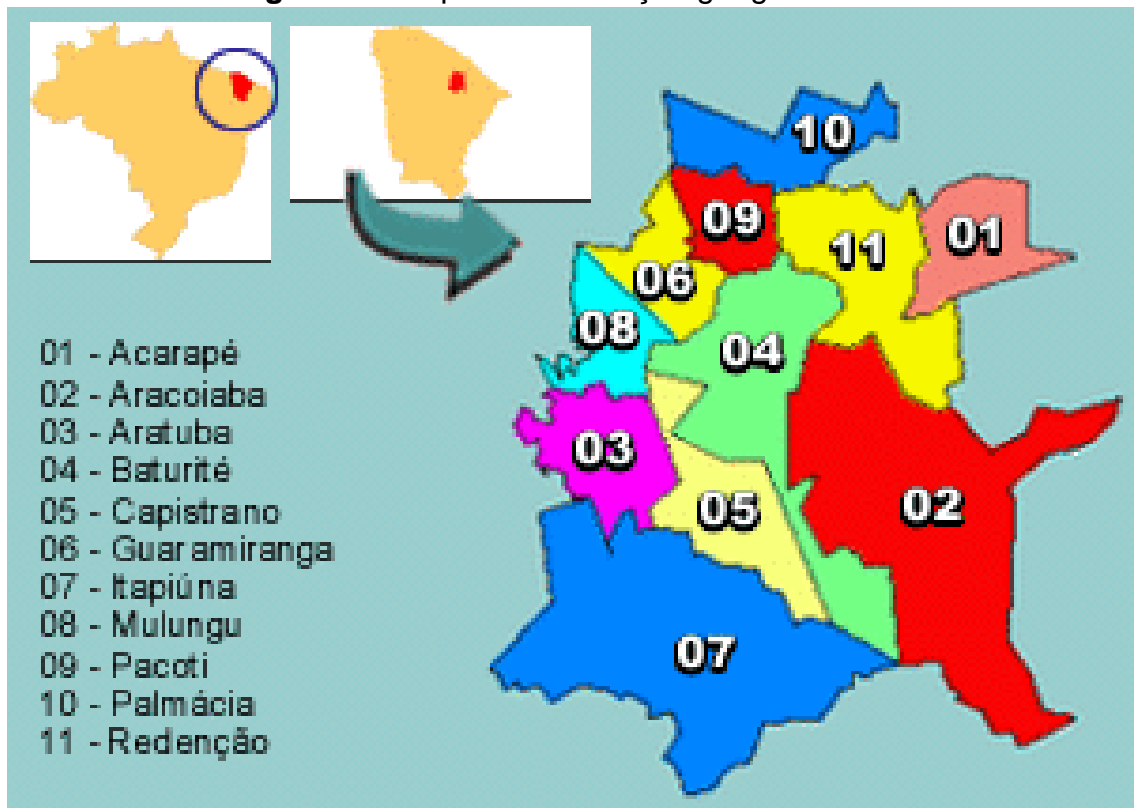 10
09
01
11
06
08
04
03
05
02
07
01 - Acarapé
02 - Aracoiaba
03 - Aratuba
04 - Baturité
05 - Capistrano
06 - Guaramiranga
07 - Itapiúna
08 - Mulungu
09 - Pacoti
10 - Palmácia
11 - Redenção